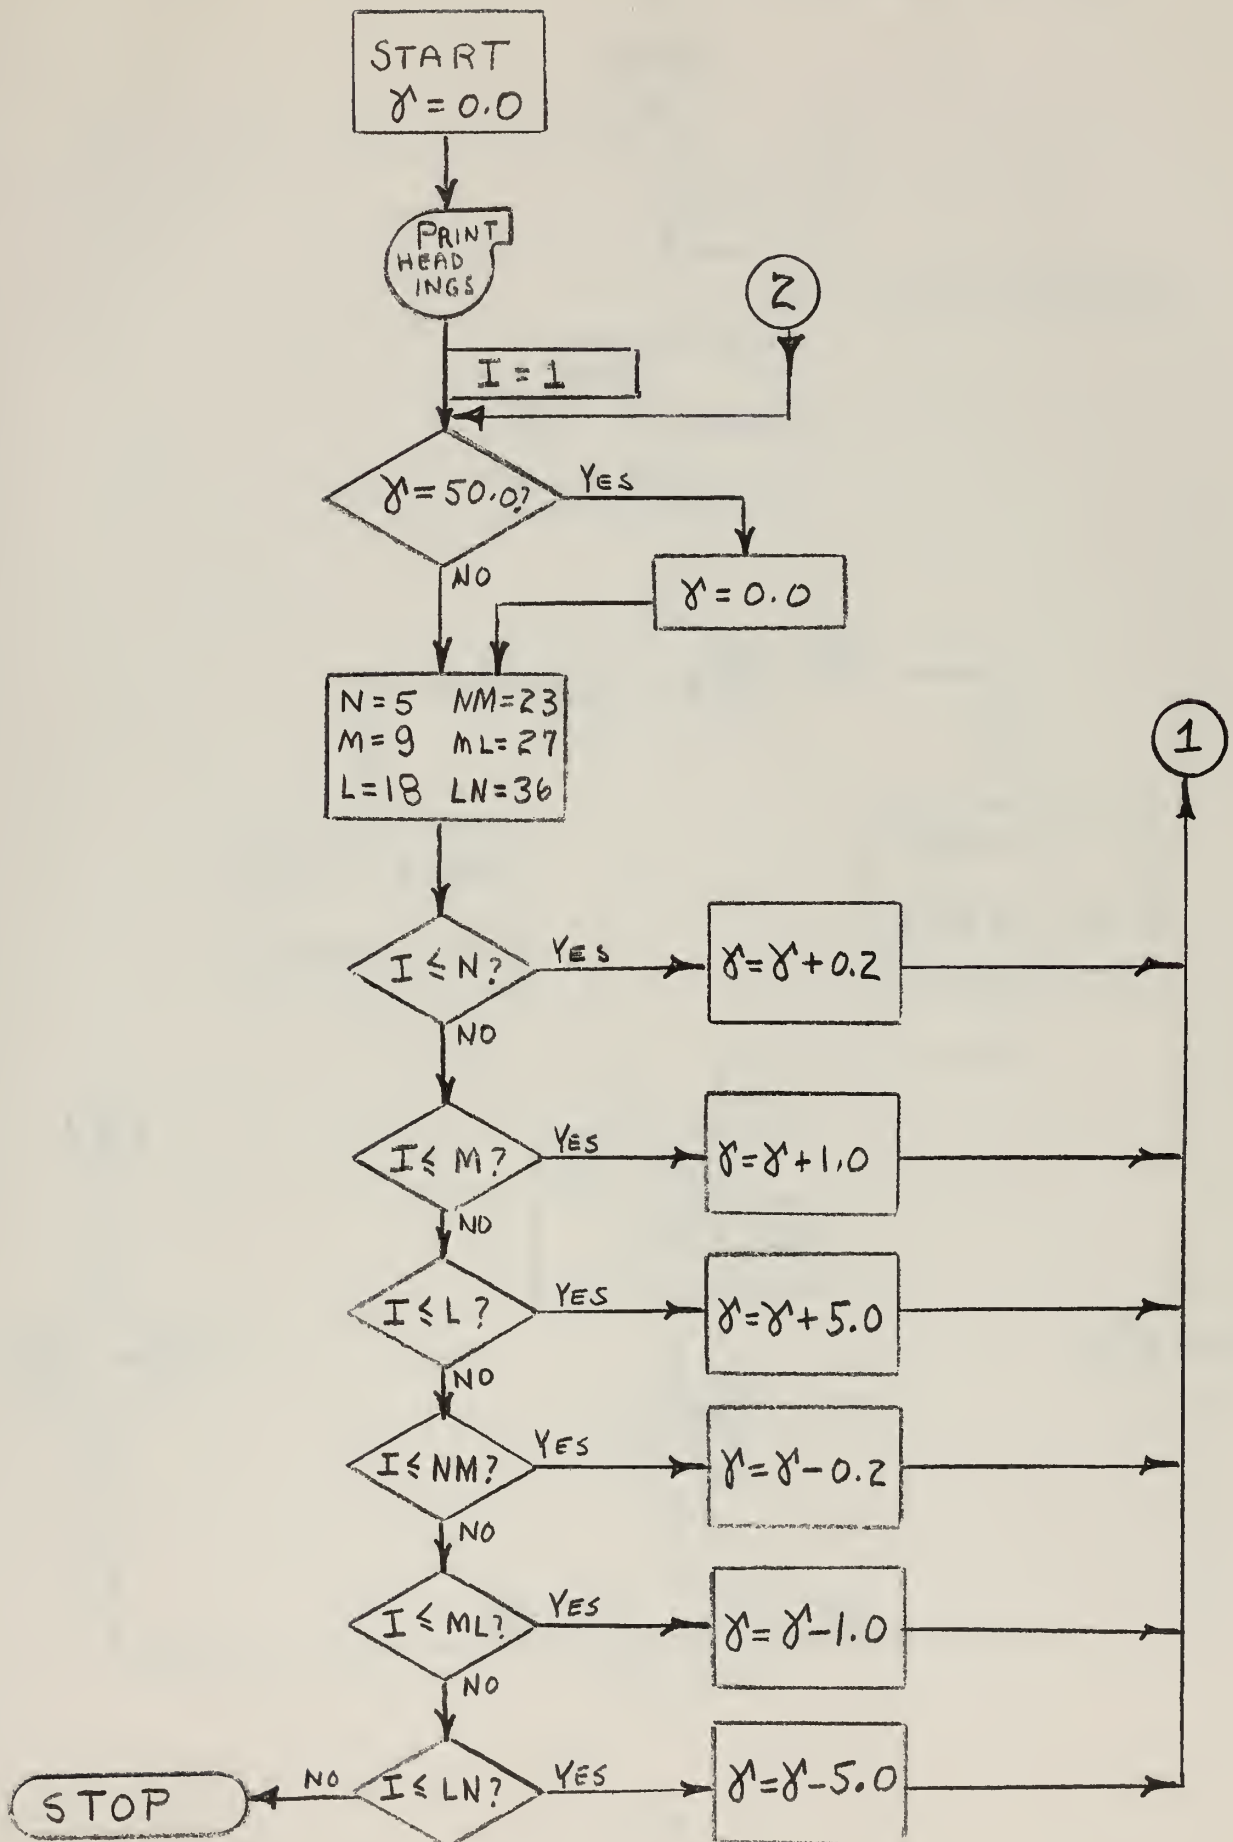 START
γ = 0.0
PRINT
HEAD
INGS
2
I = 1
γ = 50.0?
YES
NO
γ = 0.0
N = 5 NM = 23
M = 9 ML = 27
L = 18 LN = 36
1
I ≤ N?
YES
γ = γ + 0.2
NO
I ≤ M?
YES
γ = γ + 1.0
NO
I ≤ L?
YES
γ = γ + 5.0
NO
I ≤ NM?
YES
γ = γ - 0.2
NO
I ≤ ML?
YES
γ = γ - 1.0
NO
I ≤ LN?
YES
γ = γ - 5.0
NO
STOP